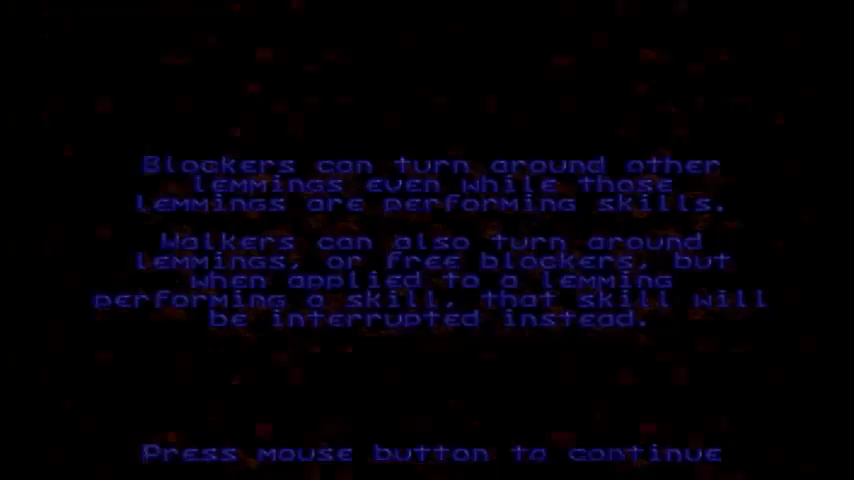 Blockers can turn around other
lemmings even while those
lemmings are performing skills.
Walkers can also turn around
lemmings, or free blockers, but
when applied to a lemming
performing a skill, that skill will
be interrupted instead.
Press mouse button to continue